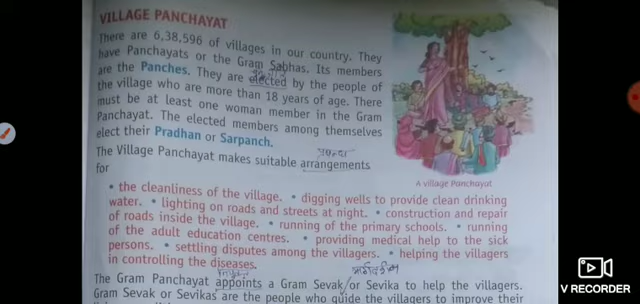 VILLAGE PANCHAYAT
There are 6,38,596 of villages in our country. They
have Panchayats or the Gram Sabhas. Its members
are the Panches. They are elected by the people of
the village who are more than 18 years of age. There
must be at least one woman member in the Gram
Panchayat. The elected members among themselves
elect their Pradhan or Sarpanch.
The Village Panchayat makes suitable arrangements
for
• the cleanliness of the village. • digging wells to provide clean drinking
water. • lighting on roads and streets at night. • construction and repair
of roads inside the village. • running of the primary schools. • running
of the adult education centres. • providing medical help to the sick
persons. • settling disputes among the villagers. • helping the villagers
in controlling the diseases.
The Gram Panchayat appoints a Gram Sevak or Sevika to help the villagers.
Gram Sevak or Sevikas are the people who guide the villagers to improve their
A village Panchayat
V RECORDER